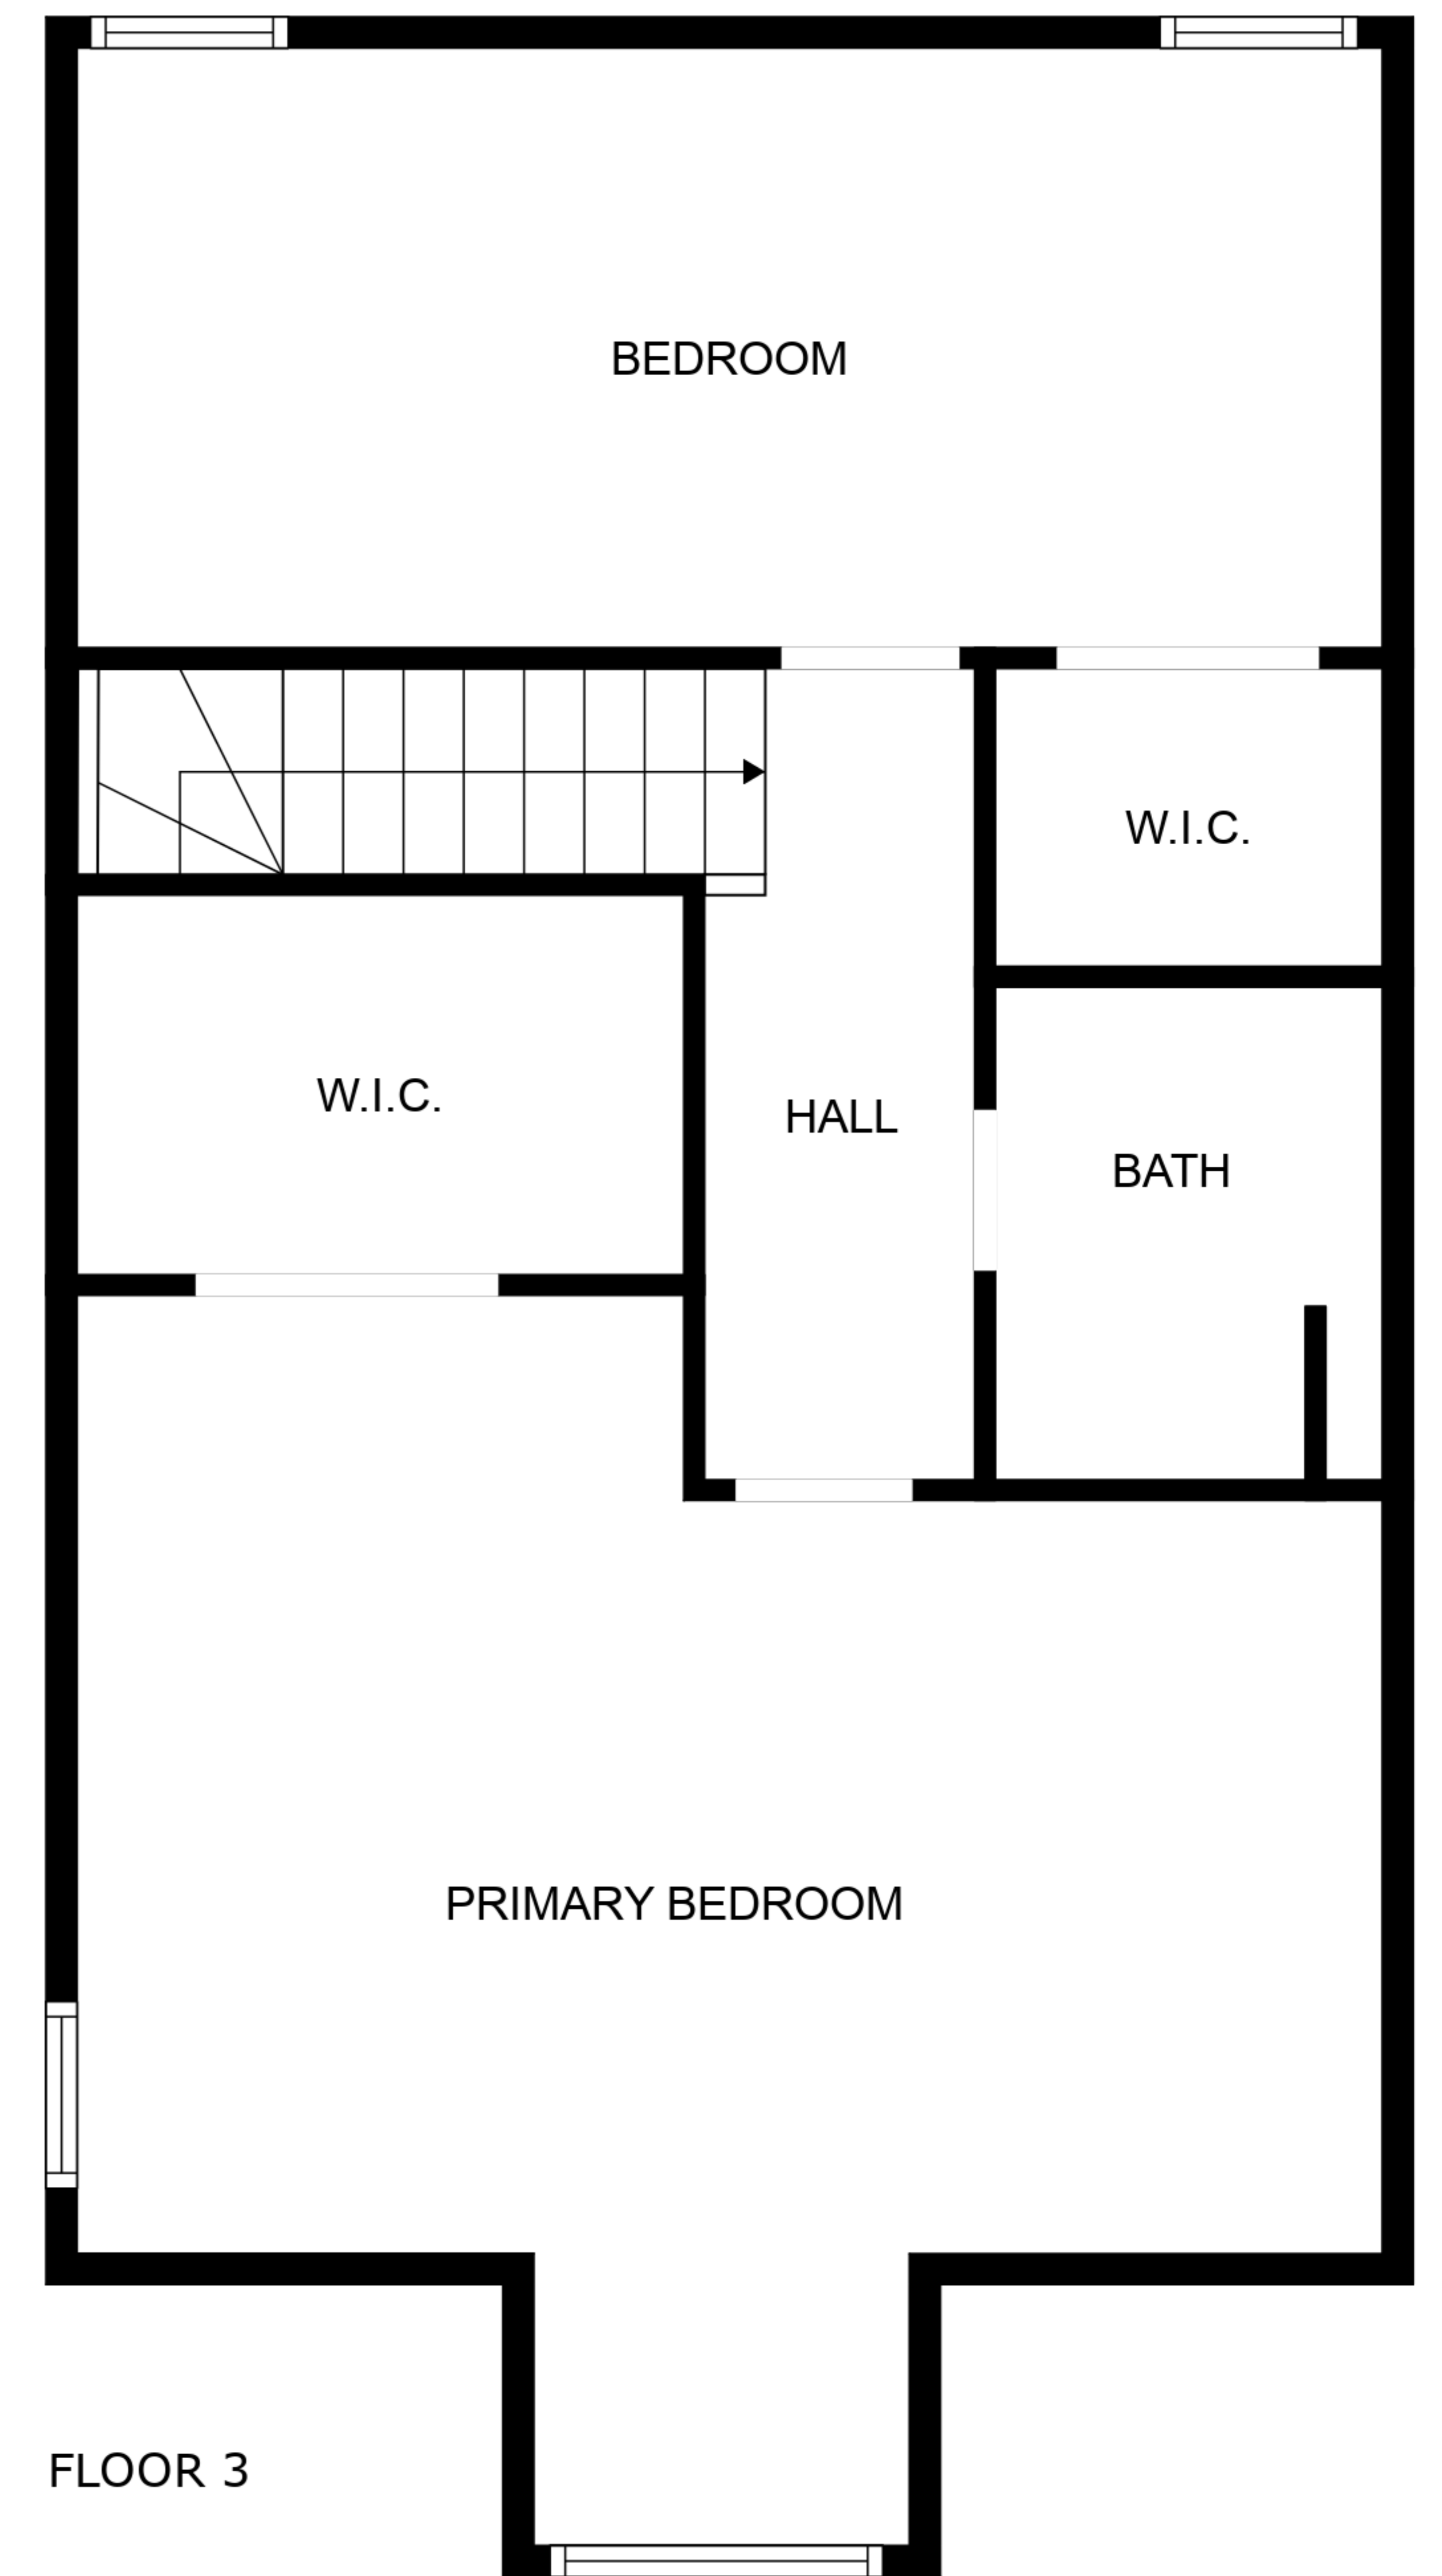 BEDROOM
W.I.C.
W.I.C.
HALL
BATH
PRIMARY BEDROOM
FLOOR 3